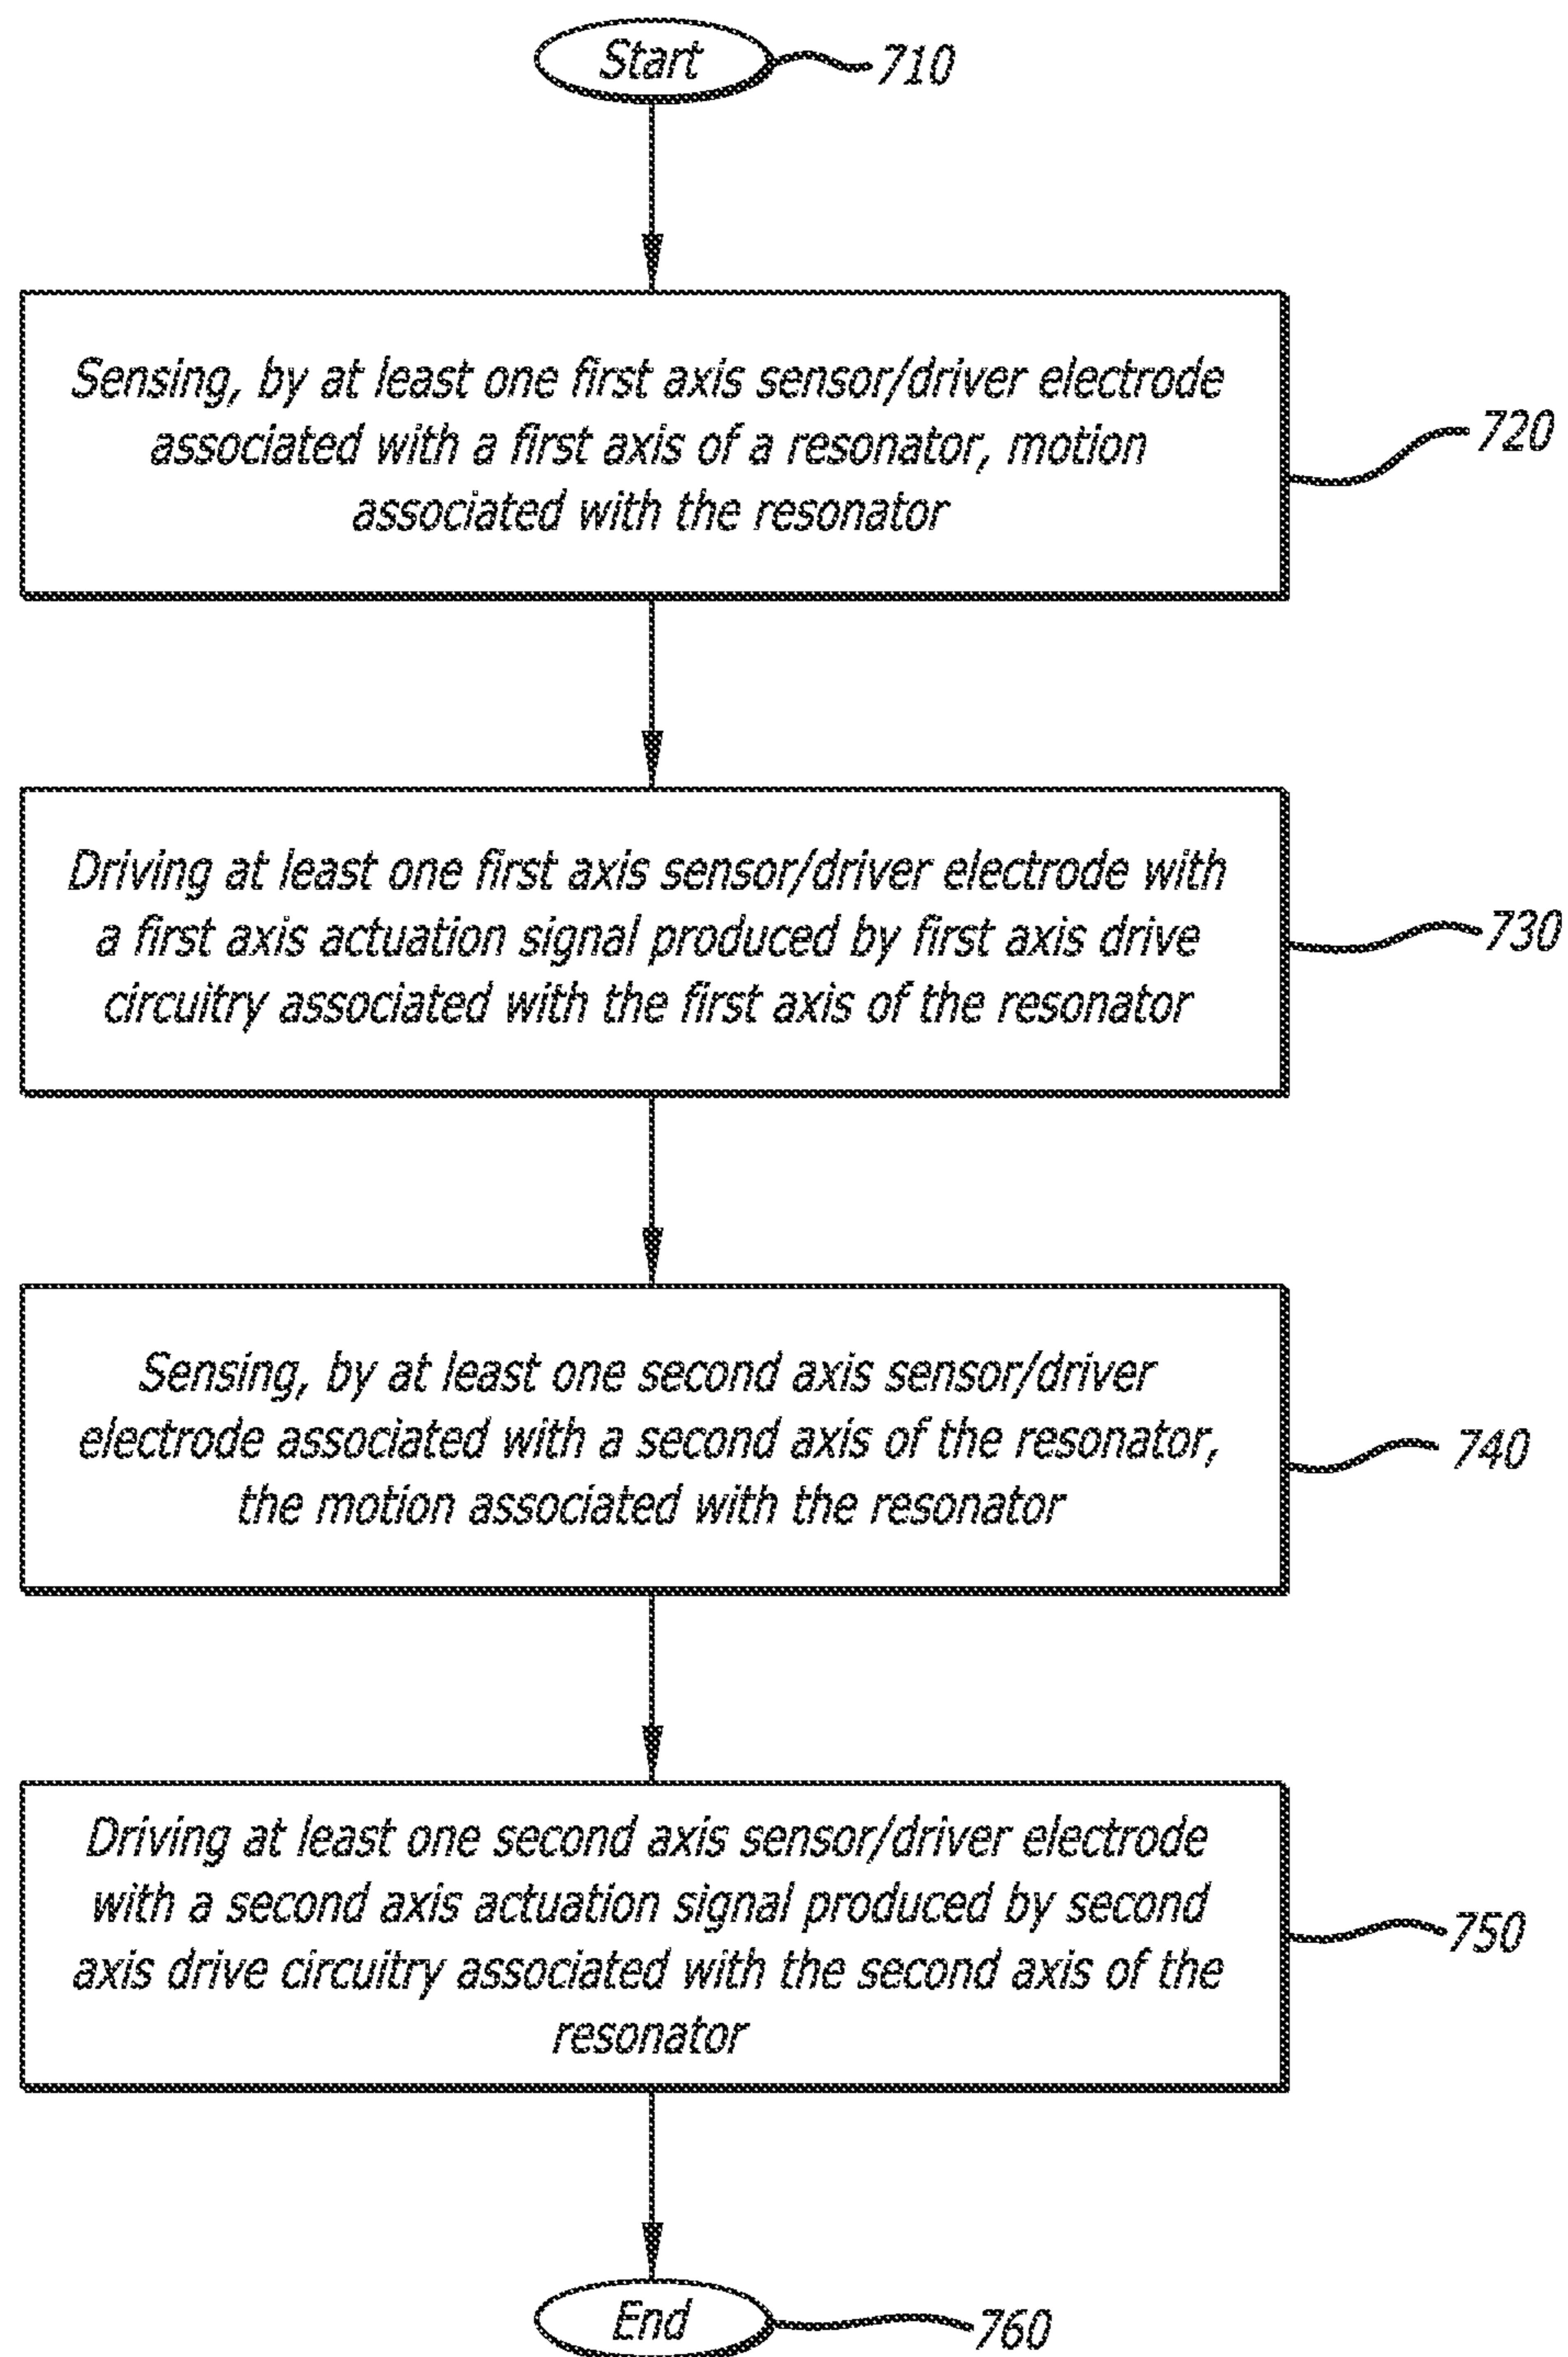 Start
710
Sensing, by at least one first axis sensor/driver electrode
associated with a first axis of a resonator, motion
associated with the resonator
720
Driving at least one first axis sensor/driver electrode with
a first axis actuation signal produced by first axis drive
circuitry associated with the first axis of the resonator
730
Sensing, by at least one second axis sensor/driver
electrode associated with a second axis of the resonator,
the motion associated with the resonator
740
Driving at least one second axis sensor/driver electrode
with a second axis actuation signal produced by second
axis drive circuitry associated with the second axis of the
resonator
750
End
760